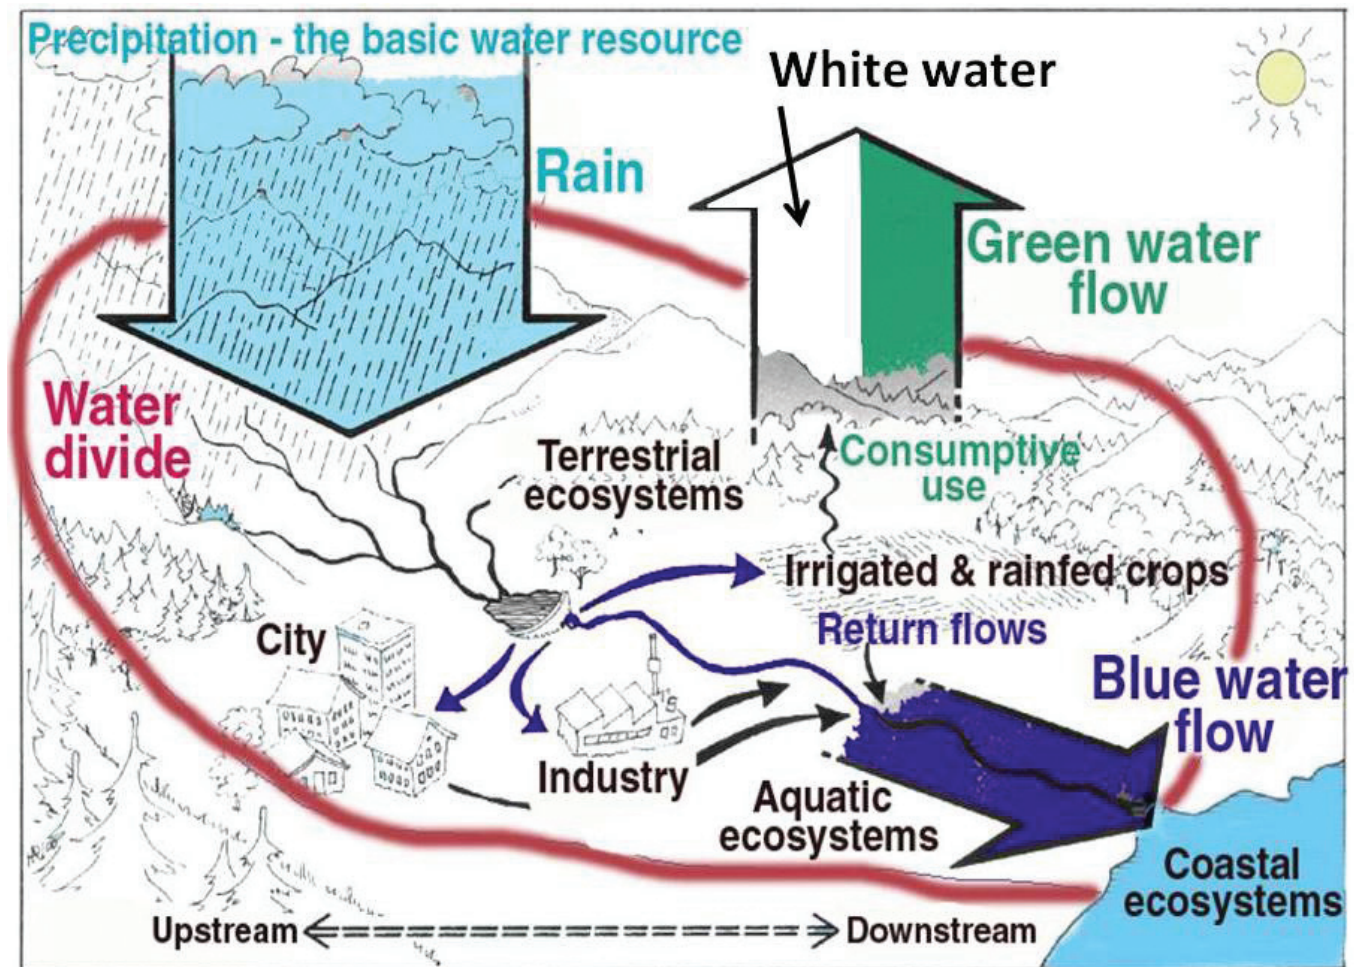 Precipitation - the basic water resource
White water
Rain
Green water
flow
Water
divide
Terrestrial
ecosystems
Consumptive
use
Irrigated & rainfed crops
City
Return flows
Blue water
flow
Industry
Aquatic
ecosystems
Coastal
ecosystems
Upstream
Downstream